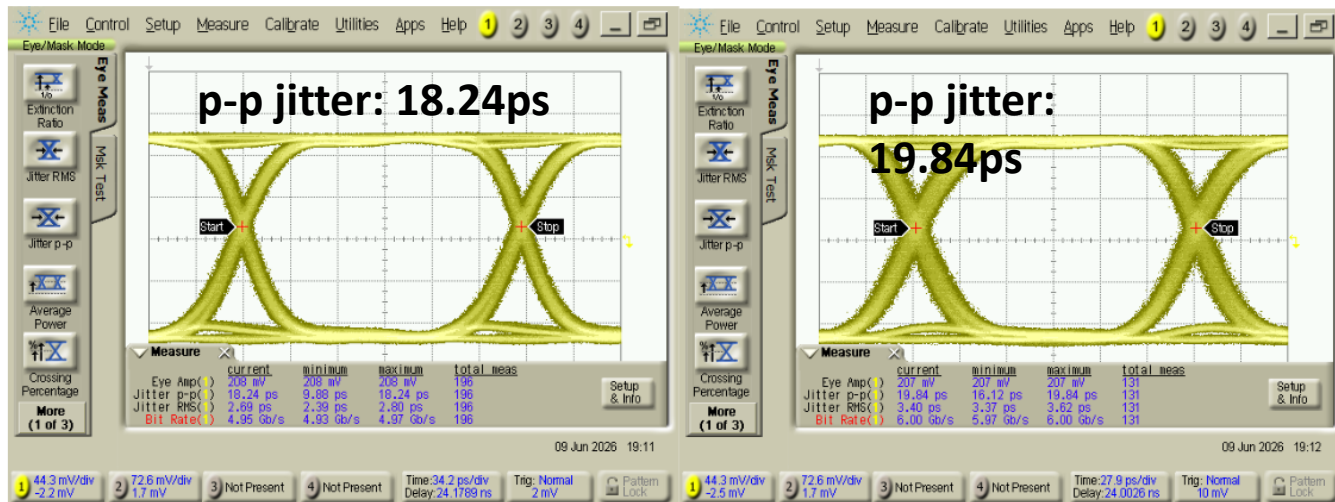 File Control Setup Measure Calibrate Utilities Apps Help 1 2 3 4
Eye/Mask Mode
Eye Meas
Msk Test
Extinction
Ratio
Jitter RMS
Jitter p-p
Average
Power
Crossing
Percentage
More
(1 of 3)
p-p jitter: 18.24ps
Start
Stop
Measure
current minimum maximum total meas
Eye Amp(1) 208 mV 208 mV 208 mV 196
Jitter p-p(1) 18.24 ps 9.88 ps 18.24 ps 196
Jitter RMS(1) 2.69 ps 2.39 ps 2.80 ps 196
Bit Rate(1) 4.95 Gb/s 4.93 Gb/s 4.97 Gb/s 196
Setup
& Info
09 Jun 2026 19:11
1 44.3 mV/div
-2.2 mV
2 72.6 mV/div
1.7 mV
3 Not Present
4 Not Present
Time:34.2 ps/div
Delay:24.1789 ns
Trig: Normal
2 mV
Pattern
Lock
File Control Setup Measure Calibrate Utilities Apps Help 1 2 3 4
Eye/Mask Mode
Eye Meas
Msk Test
Extinction
Ratio
Jitter RMS
Jitter p-p
Average
Power
Crossing
Percentage
More
(1 of 3)
p-p jitter:
19.84ps
Start
Stop
Measure
current minimum maximum total meas
Eye Amp(1) 207 mV 207 mV 207 mV 131
Jitter p-p(1) 19.84 ps 16.12 ps 19.84 ps 131
Jitter RMS(1) 3.40 ps 3.37 ps 3.62 ps 131
Bit Rate(1) 6.00 Gb/s 5.97 Gb/s 6.00 Gb/s 131
Setup
& Info
09 Jun 2026 19:12
1 44.3 mV/div
-2.5 mV
2 72.6 mV/div
1.7 mV
3 Not Present
4 Not Present
Time:27.9 ps/div
Delay:24.0026 ns
Trig: Normal
10 mV
Pattern
Lock